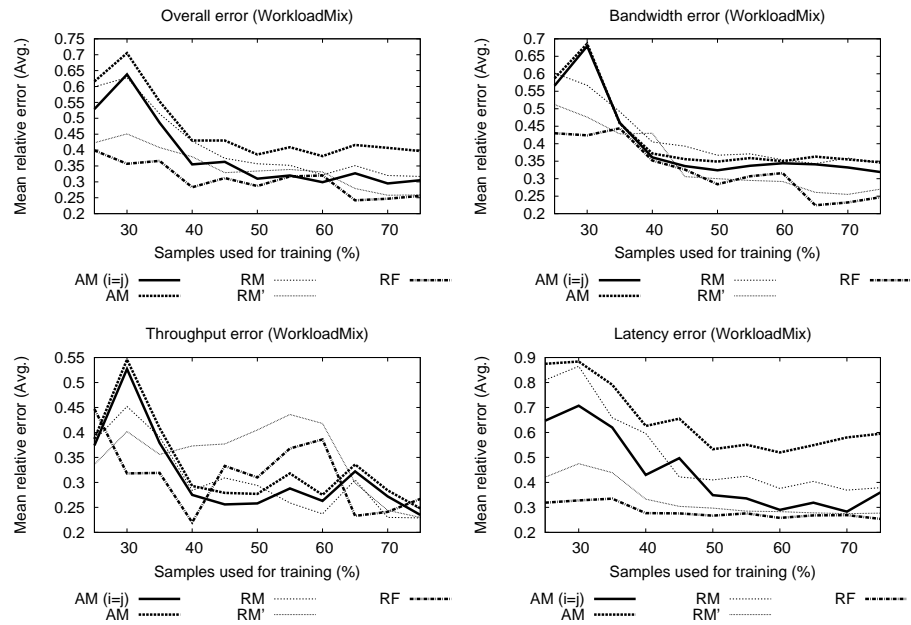 Overall error (WorkloadMix)
Mean relative error (Avg.)
0.75
0.7
0.65
0.6
0.55
0.5
0.45
0.4
0.35
0.3
0.25
0.2
30 40 50 60 70
Samples used for training (%)
AM (i=j) RM RF
AM RM'
Bandwidth error (WorkloadMix)
Mean relative error (Avg.)
0.7
0.65
0.6
0.55
0.5
0.45
0.4
0.35
0.3
0.25
0.2
30 40 50 60 70
Samples used for training (%)
AM (i=j) RM RF
AM RM'
Throughput error (WorkloadMix)
Mean relative error (Avg.)
0.55
0.5
0.45
0.4
0.35
0.3
0.25
0.2
30 40 50 60 70
Samples used for training (%)
AM (i=j) RM RF
AM RM'
Latency error (WorkloadMix)
Mean relative error (Avg.)
0.9
0.8
0.7
0.6
0.5
0.4
0.3
0.2
30 40 50 60 70
Samples used for training (%)
AM (i=j) RM RF
AM RM'